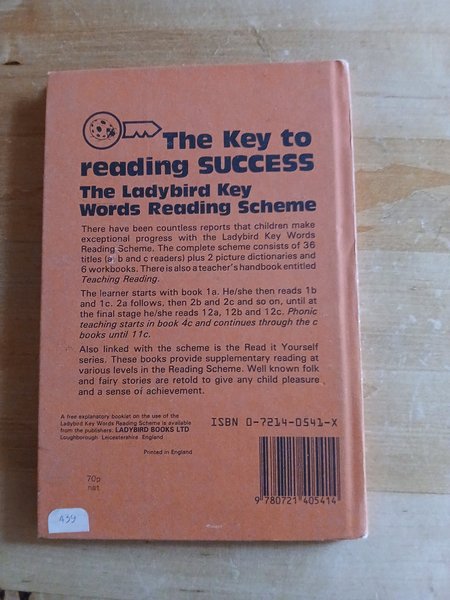 The Key to
reading SUCCESS
The Ladybird Key
Words Reading Scheme
There have been countless reports that children make
exceptional progress with the Ladybird Key Words
Reading Scheme. The complete scheme consists of 36
titles (a, b and c readers) plus 2 picture dictionaries and
6 workbooks. There is also a teacher's handbook entitled
Teaching Reading.
The learner starts with book 1a. He/she then reads 1b
and 1c. 2a follows, then 2b and 2c and so on, until at
the final stage he/she reads 12a, 12b and 12c. Phonic
teaching starts in book 4c and continues through the c
books until 11c.
Also linked with the scheme is the Read it Yourself
series. These books provide supplementary reading at
various levels in the Reading Scheme. Well known folk
and fairy stories are retold to give any child pleasure
and a sense of achievement.
A free explanatory booklet on the use of the
Ladybird Key Words Reading Scheme is available
from the publishers: LADYBIRD BOOKS LTD
Loughborough Leicestershire England
Printed in England
ISBN 0-7214-0541-X
70p
net
9 780721 405414
A39